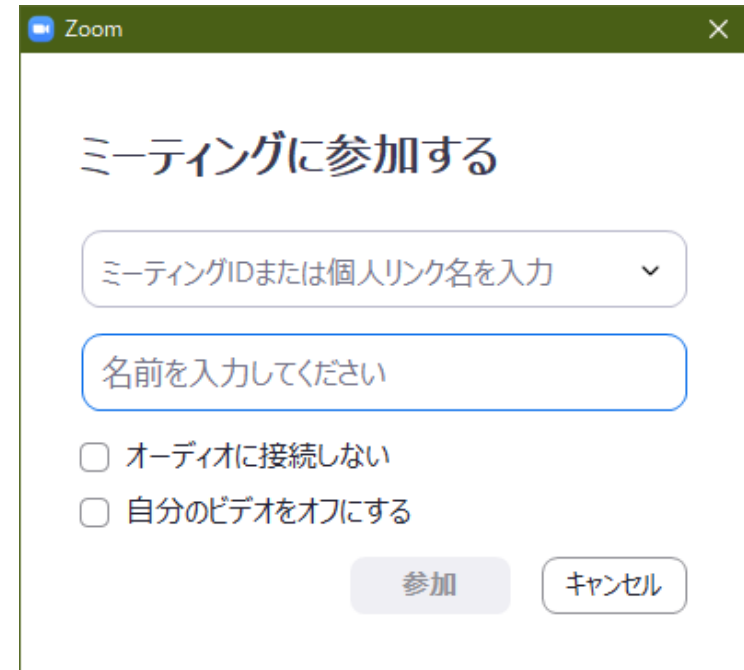 Zoom
ミーティングに参加する
ミーティングIDまたは個人リンク名を入力
名前を入力してください
オーディオに接続しない
自分のビデオをオフにする
参加 キャンセル